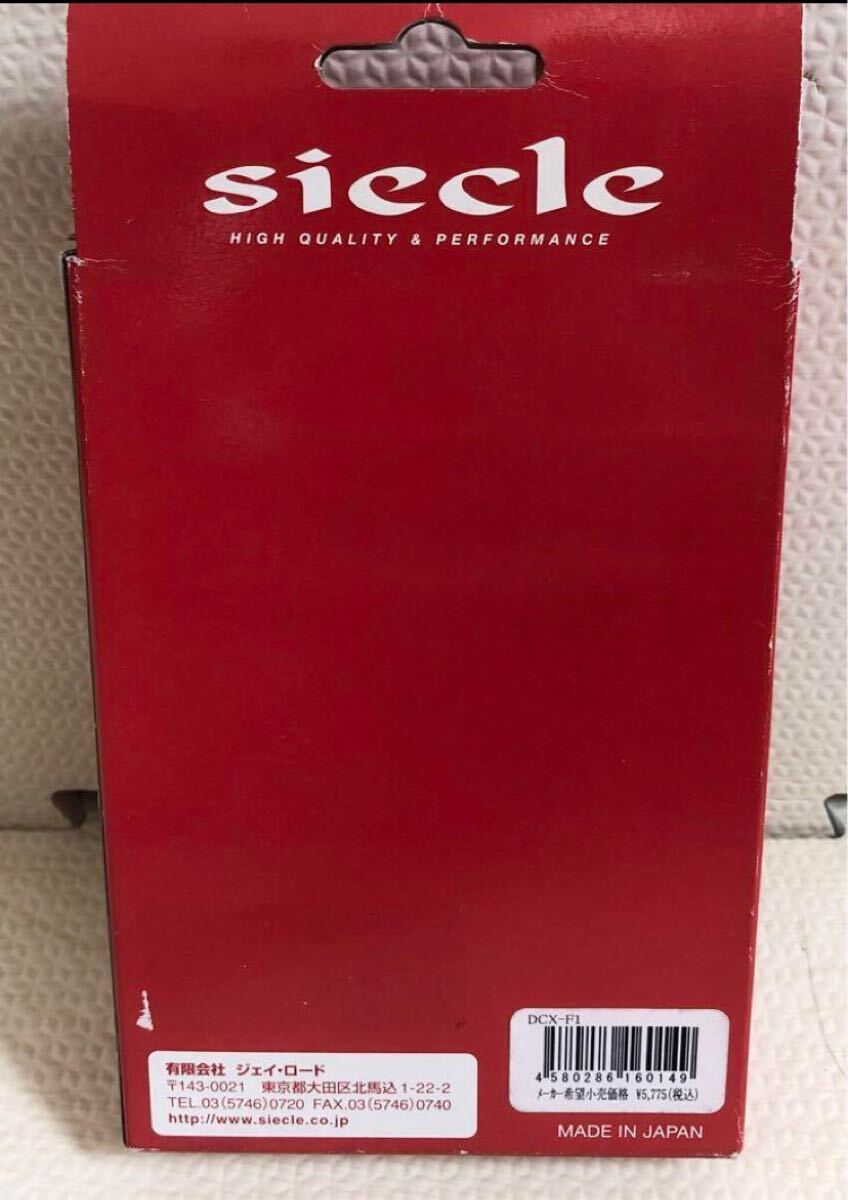 siecle
HIGH QUALITY & PERFORMANCE
DCX-F1
4 580286 160149
メーカー希望小売価格 ¥5,775(税込)
有限会社 ジェイ・ロード
〒143-0021 東京都大田区北馬込1-22-2
TEL.03(5746)0720 FAX.03(5746)0740
http://www.siecle.co.jp
MADE IN JAPAN